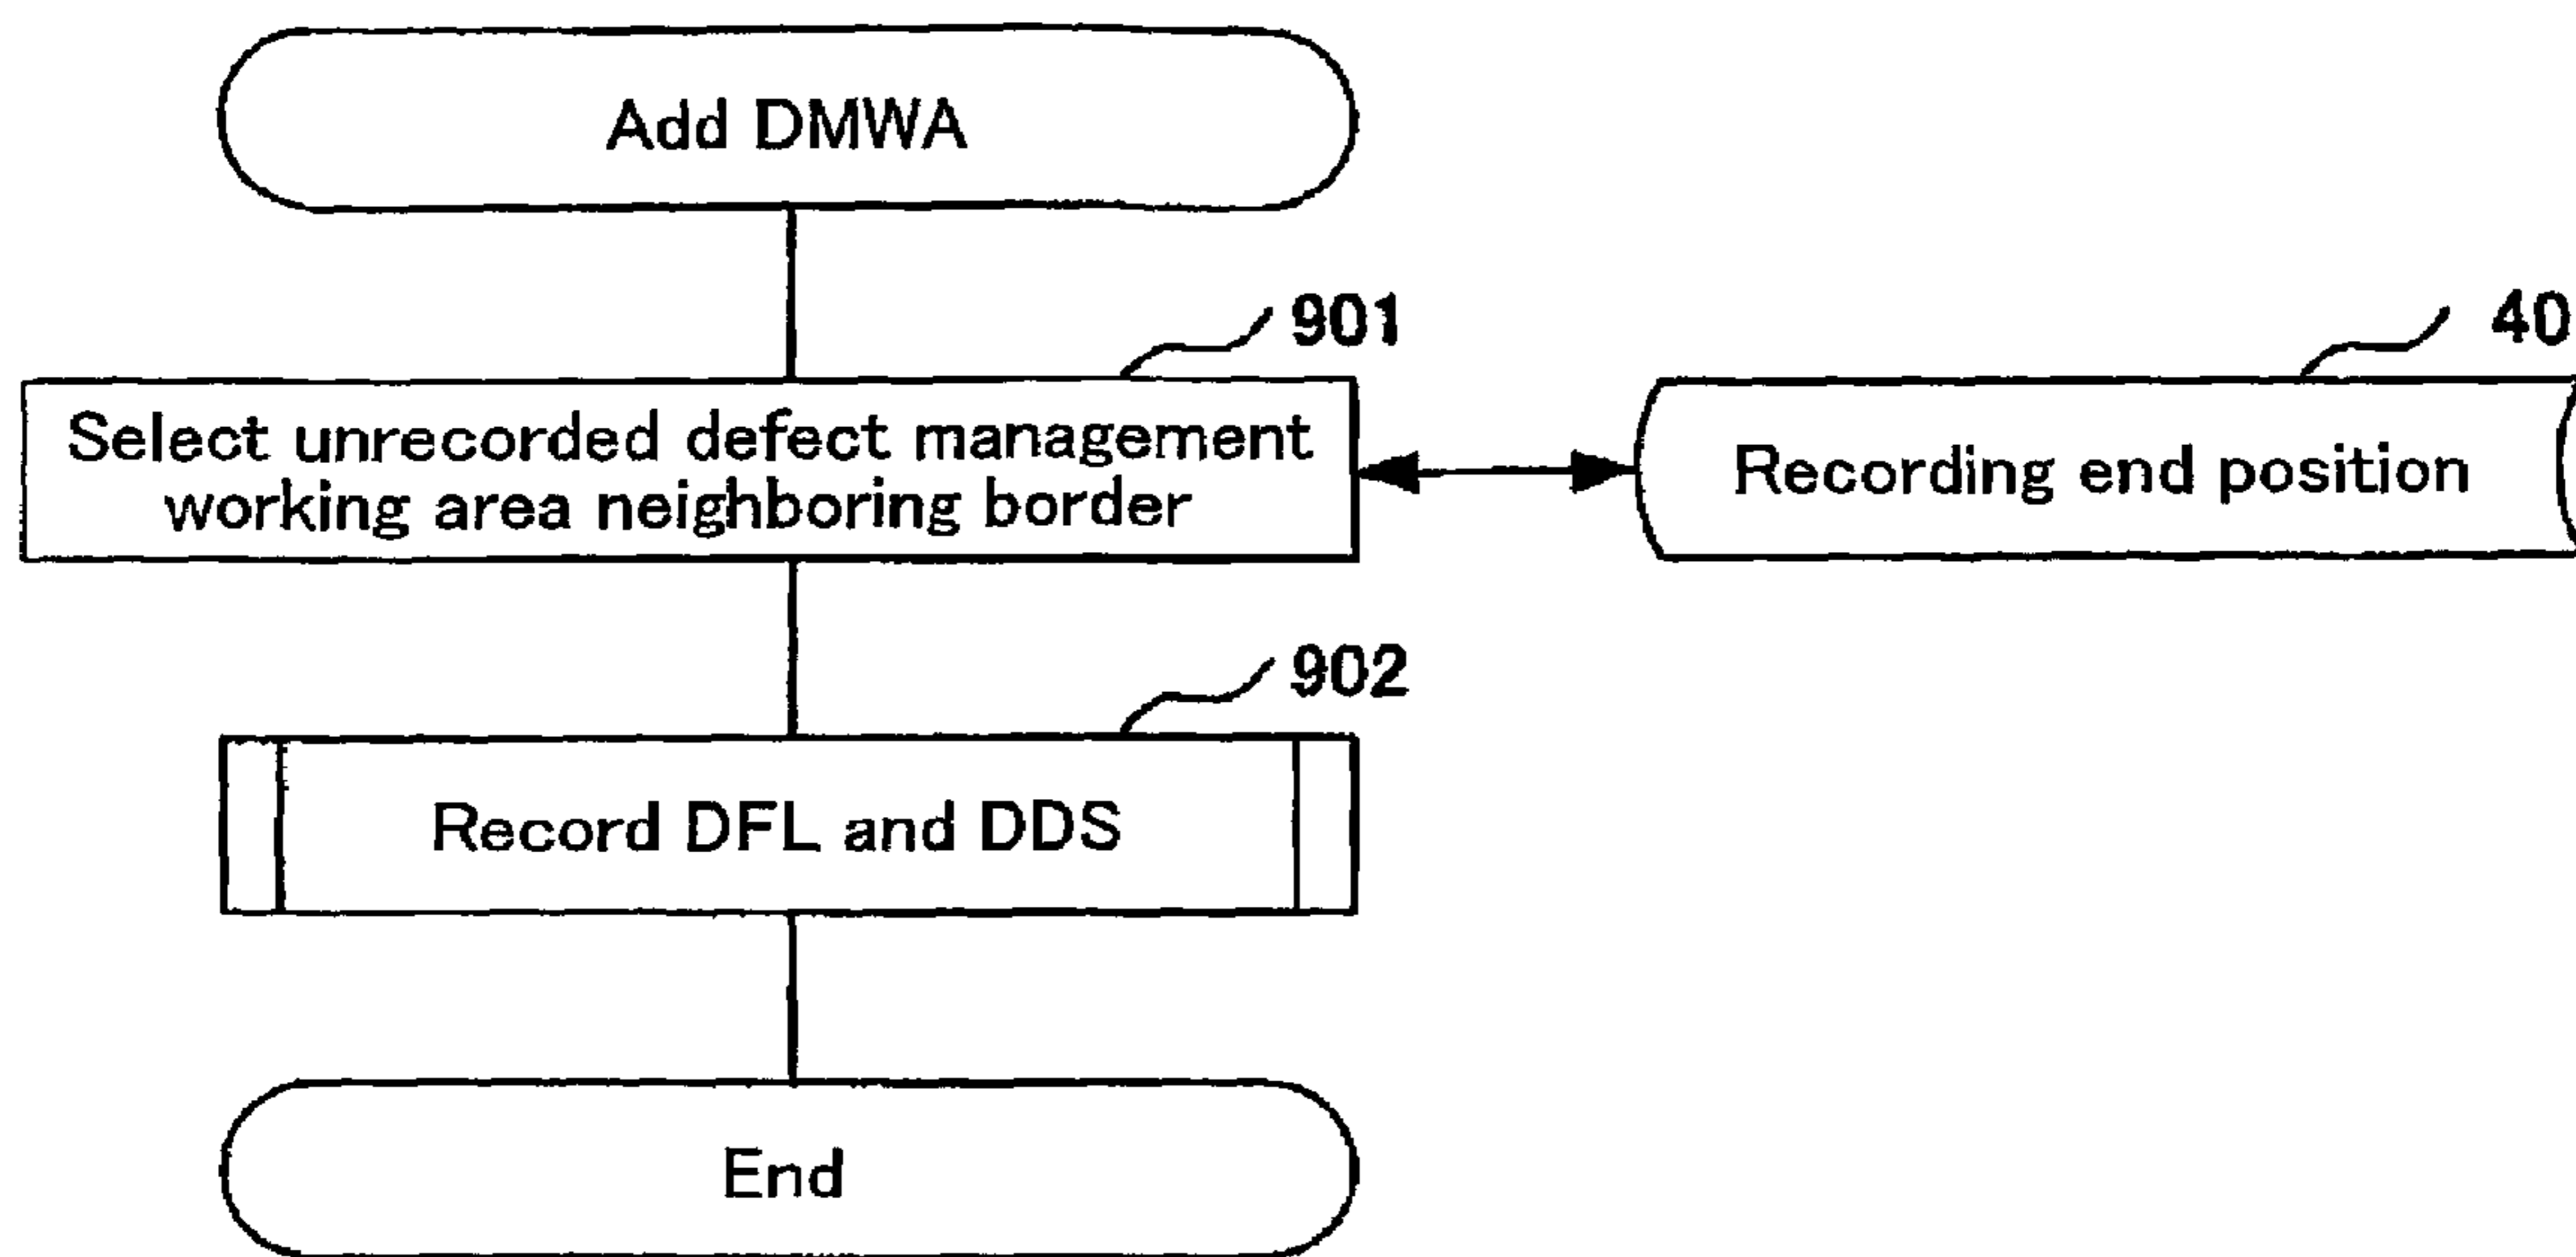 Add DMWA
901
40
Select unrecorded defect management
working area neighboring border
Recording end position
902
Record DFL and DDS
End